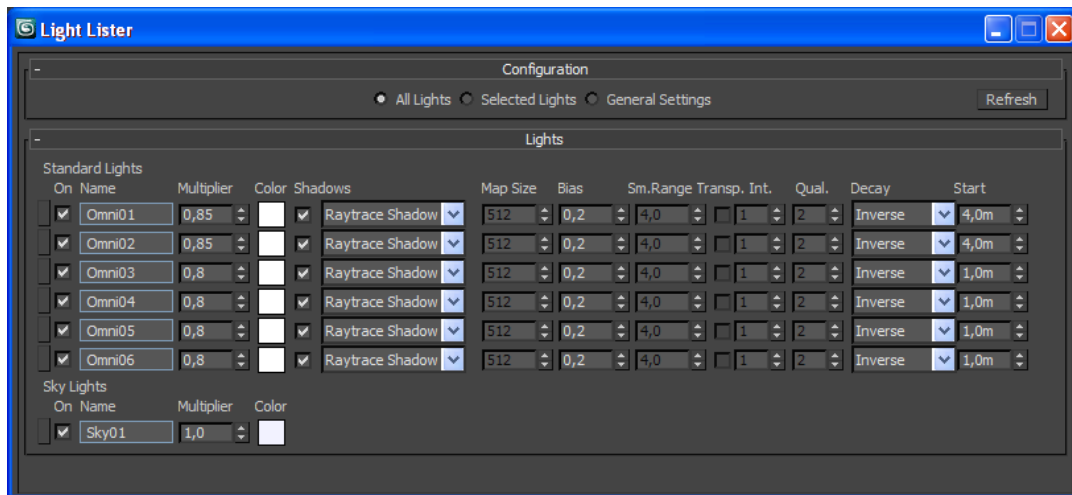 Light Lister
Configuration
All Lights Selected Lights General Settings Refresh
Lights
Standard Lights
On Name Multiplier Color Shadows Map Size Bias Sm.Range Transp. Int. Qual. Decay Start
Omni01 0,85 Raytrace Shadow 512 0,2 4,0 1 2 Inverse 4,0m
Omni02 0,85 Raytrace Shadow 512 0,2 4,0 1 2 Inverse 4,0m
Omni03 0,8 Raytrace Shadow 512 0,2 4,0 1 2 Inverse 1,0m
Omni04 0,8 Raytrace Shadow 512 0,2 4,0 1 2 Inverse 1,0m
Omni05 0,8 Raytrace Shadow 512 0,2 4,0 1 2 Inverse 1,0m
Omni06 0,8 Raytrace Shadow 512 0,2 4,0 1 2 Inverse 1,0m
Sky Lights
On Name Multiplier Color
Sky01 1,0